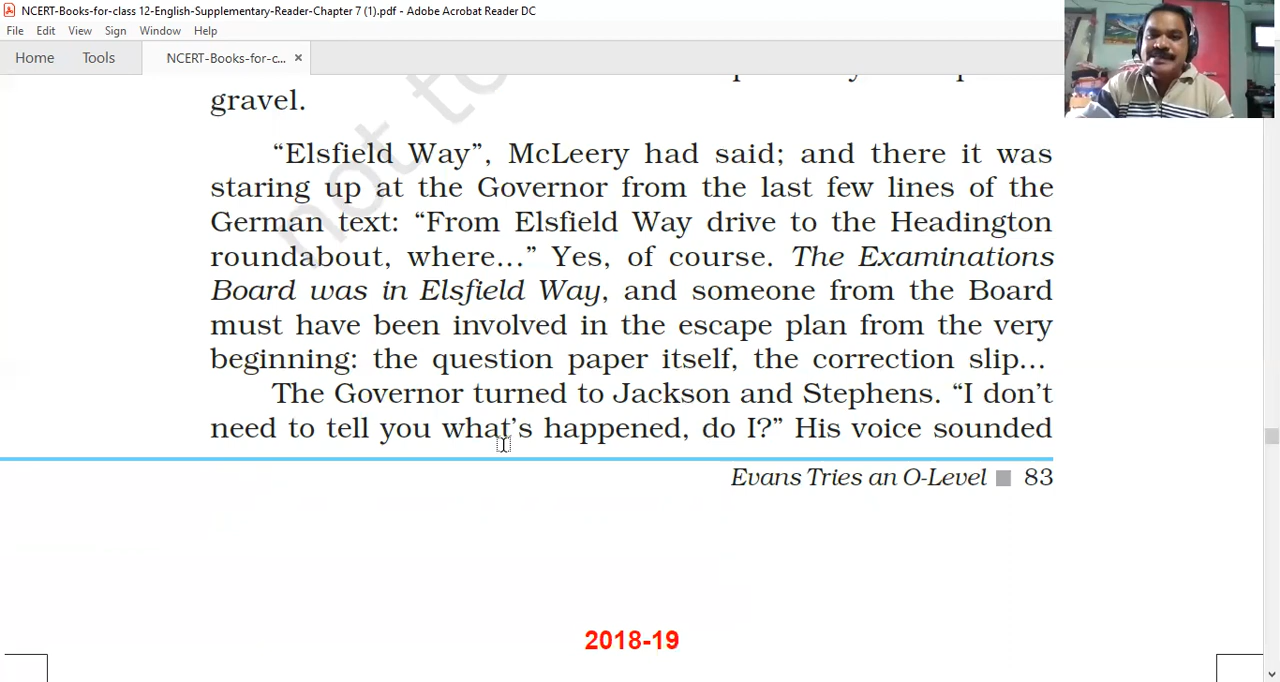 NCERT-Books-for-class 12-English-Supplementary-Reader-Chapter 7 (1).pdf - Adobe Acrobat Reader DC
File Edit View Sign Window Help
Home Tools NCERT-Books-for-c... ×
gravel.
not to
“Elsfield Way”, McLeery had said; and there it was
staring up at the Governor from the last few lines of the
German text: “From Elsfield Way drive to the Headington
roundabout, where...” Yes, of course. The Examinations
Board was in Elsfield Way, and someone from the Board
must have been involved in the escape plan from the very
beginning: the question paper itself, the correction slip...
The Governor turned to Jackson and Stephens. “I don’t
need to tell you what’s happened, do I?” His voice sounded
Evans Tries an O-Level ■ 83
2018-19